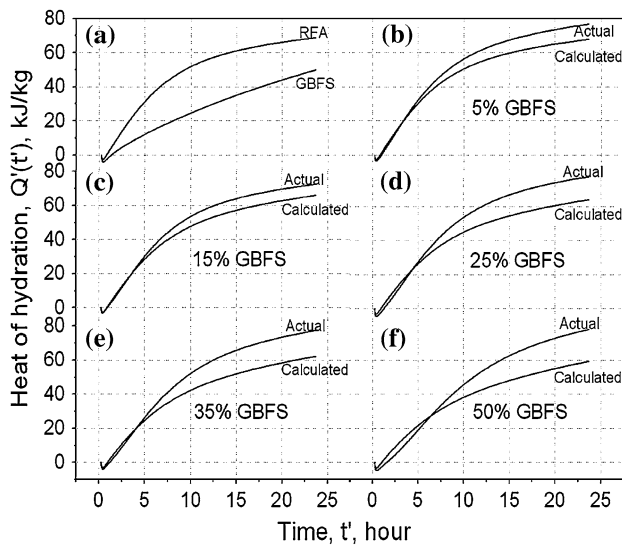 Heat of hydration, Q'(t'), kJ/kg
80
60
40
20
0
(a)
RFA
GBFS
(b)
Actual
Calculated
5% GBFS
80
60
40
20
0
(c)
Actual
Calculated
15% GBFS
(d)
Actual
Calculated
25% GBFS
80
60
40
20
0
(e)
Actual
Calculated
35% GBFS
(f)
Actual
Calculated
50% GBFS
0 5 10 15 20 25
0 5 10 15 20 25
Time, t', hour